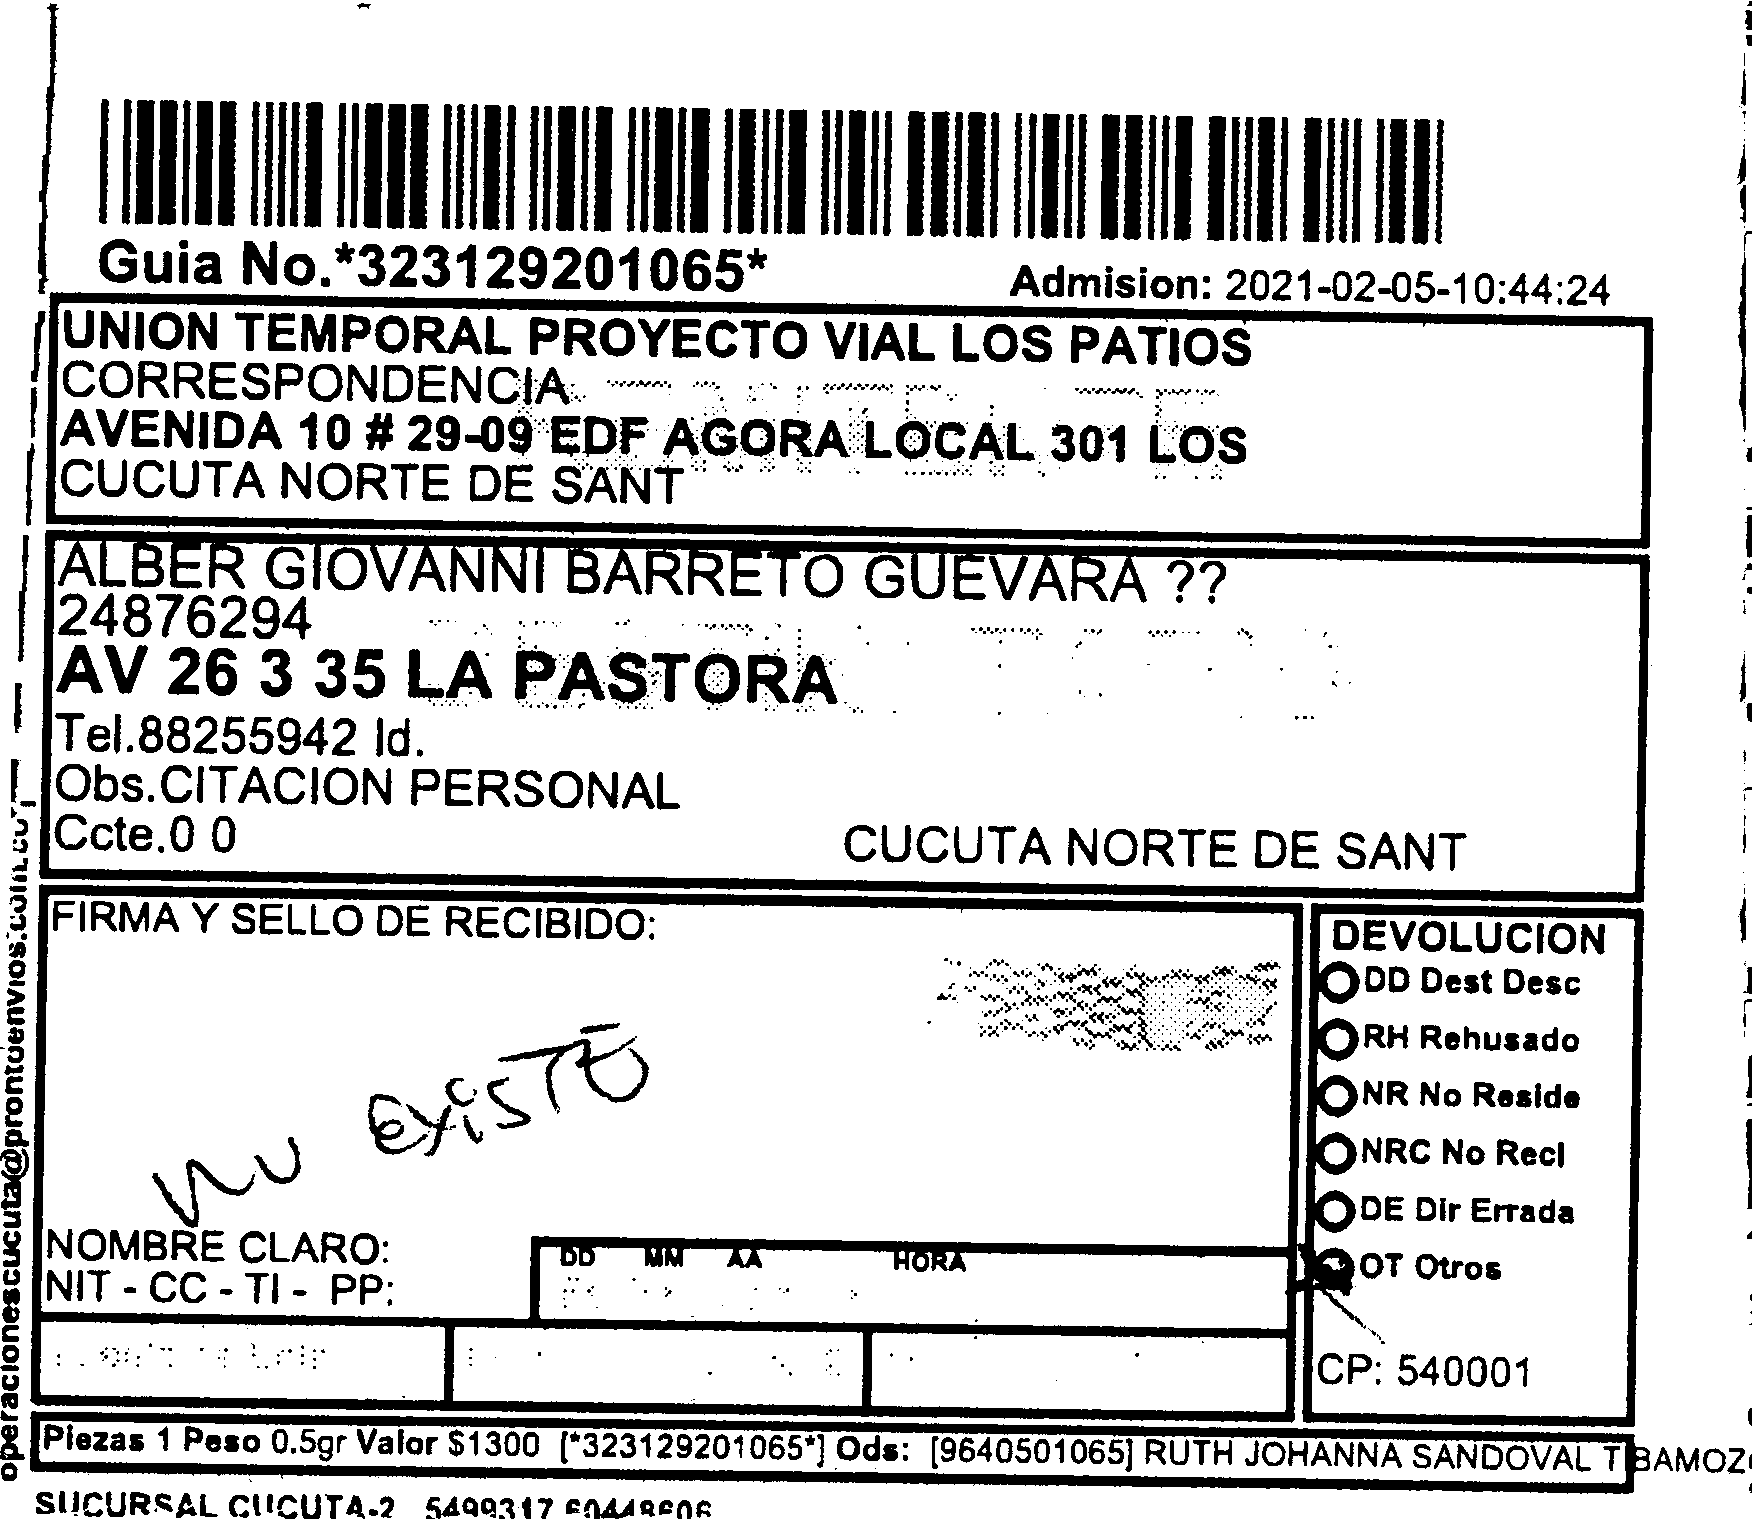 Guia No.*323129201065*
Admision: 2021-02-05-10:44:24
UNION TEMPORAL PROYECTO VIAL LOS PATIOS
CORRESPONDENCIA
AVENIDA 10 # 29-09 EDF AGORA LOCAL 301 LOS
CUCUTA NORTE DE SANT
ALBER GIOVANNI BARRETO GUEVARA ??
24876294
AV 26 3 35 LA PASTORA
Tel.88255942 Id.
Obs.CITACION PERSONAL
Ccte.0 0
CUCUTA NORTE DE SANT
FIRMA Y SELLO DE RECIBIDO:
NO EXISTE
NOMBRE CLARO:
NIT - CC - TI - PP:
DD MM AA HORA
DEVOLUCION
DD Dest Desc
RH Rehusado
NR No Reside
NRC No Recl
DE Dir Errada
OT Otros
CP: 540001
Piezas 1 Peso 0.5gr Valor $1300 [*323129201065*] Ods: [9640501065] RUTH JOHANNA SANDOVAL TIBAMOZ
SUCURSAL CUCUTA-2 5499317
operacionescucuta@prontoenvios.com.co